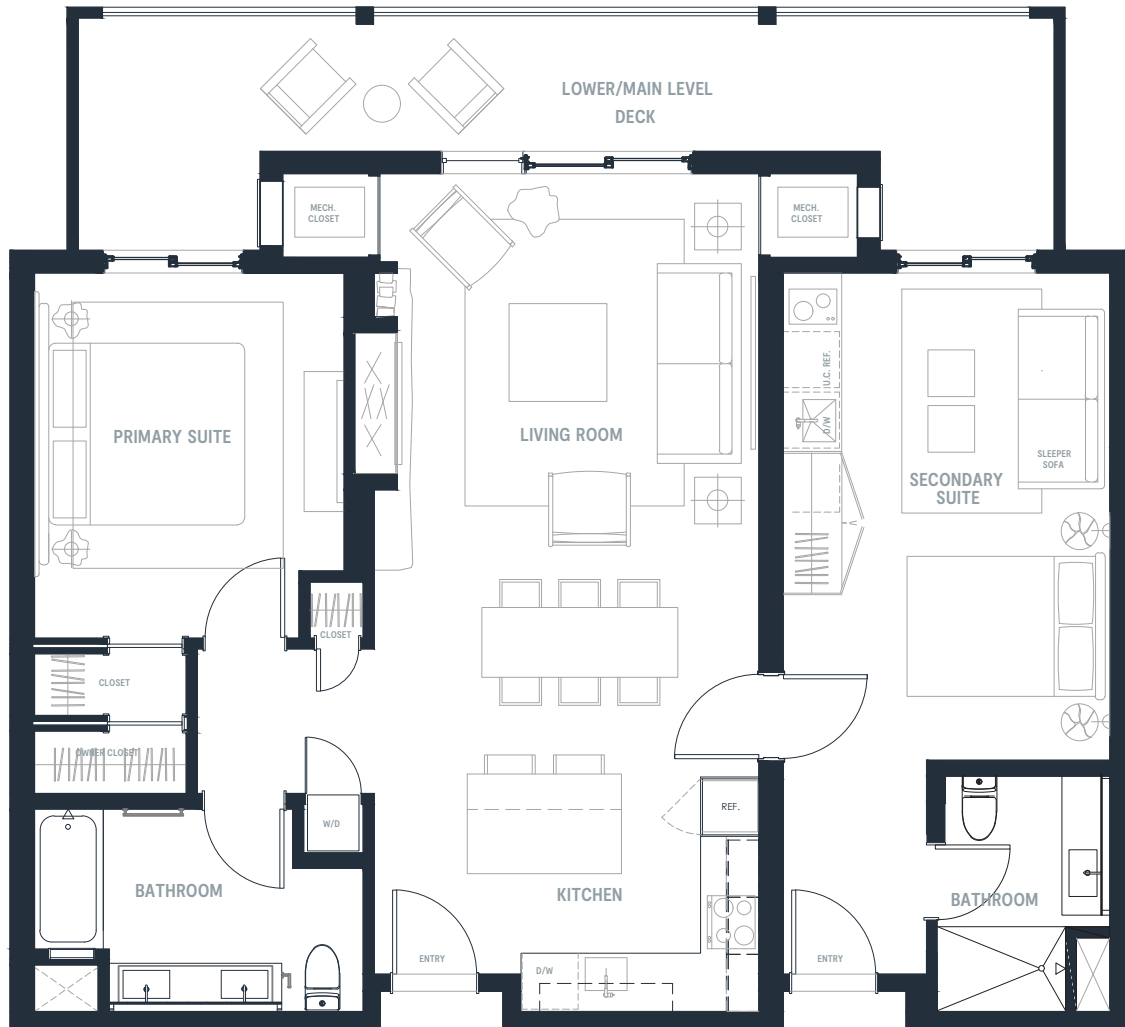 LOWER/MAIN LEVEL
DECK
MECH.
CLOSET
MECH.
CLOSET
U.C. REF.
D/W
PRIMARY SUITE
LIVING ROOM
SLEEPER
SOFA
SECONDARY
SUITE
CLOSET
CLOSET
OWNER CLOSET
REF.
W/D
BATHROOM
KITCHEN
BATHROOM
ENTRY
ENTRY
D/W